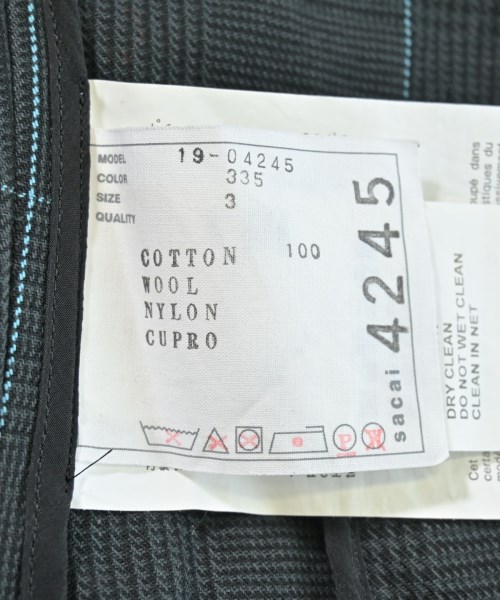 MODEL 19-04245
COLOR 335
SIZE 3
QUALITY
COTTON 100
WOOL
NYLON
CUPRO
sacai 4245
P W
DRY CLEAN
DO NOT WET CLEAN
CLEAN IN NET
Cet